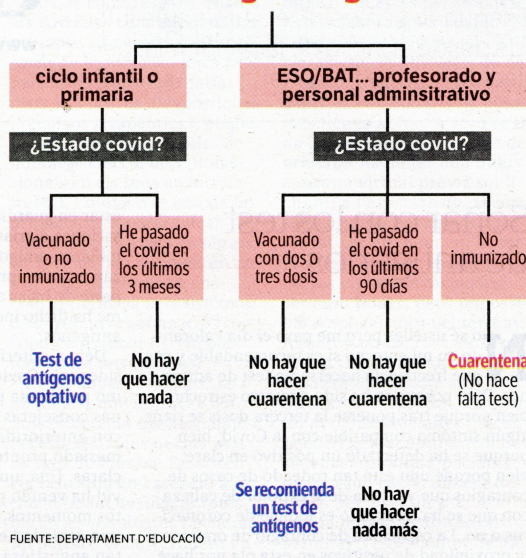 ciclo infantil o
primaria
ESO/BAT... profesorado y
personal adminsitrativo
¿Estado covid?
¿Estado covid?
Vacunado
o no
inmunizado
He pasado
el covid en
los últimos
3 meses
Vacunado
con dos o
tres dosis
He pasado
el covid en
los últimos
90 días
No
inmunizado
Test de
antígenos
optativo
No hay
que hacer
nada
No hay que
hacer
cuarentena
No hay que
hacer
cuarentena
Cuarentena
(No hace
falta test)
Se recomienda
un test de
antígenos
No hay
que hacer
nada más
FUENTE: DEPARTAMENT D'EDUCACIÓ